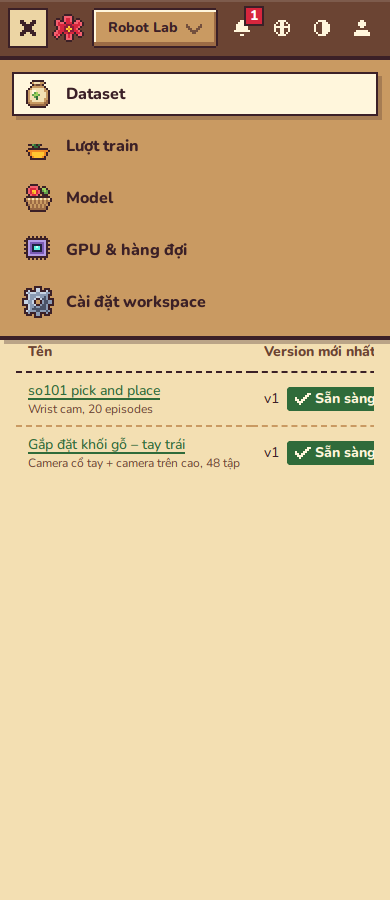 Robot Lab
1
Dataset
Lượt train
Model
GPU & hàng đợi
Cài đặt workspace
Tên Version mới nhất
so101 pick and place v1 Sẵn sàng
Wrist cam, 20 episodes
Gắp đặt khối gỗ – tay trái v1 Sẵn sàng
Camera cổ tay + camera trên cao, 48 tập